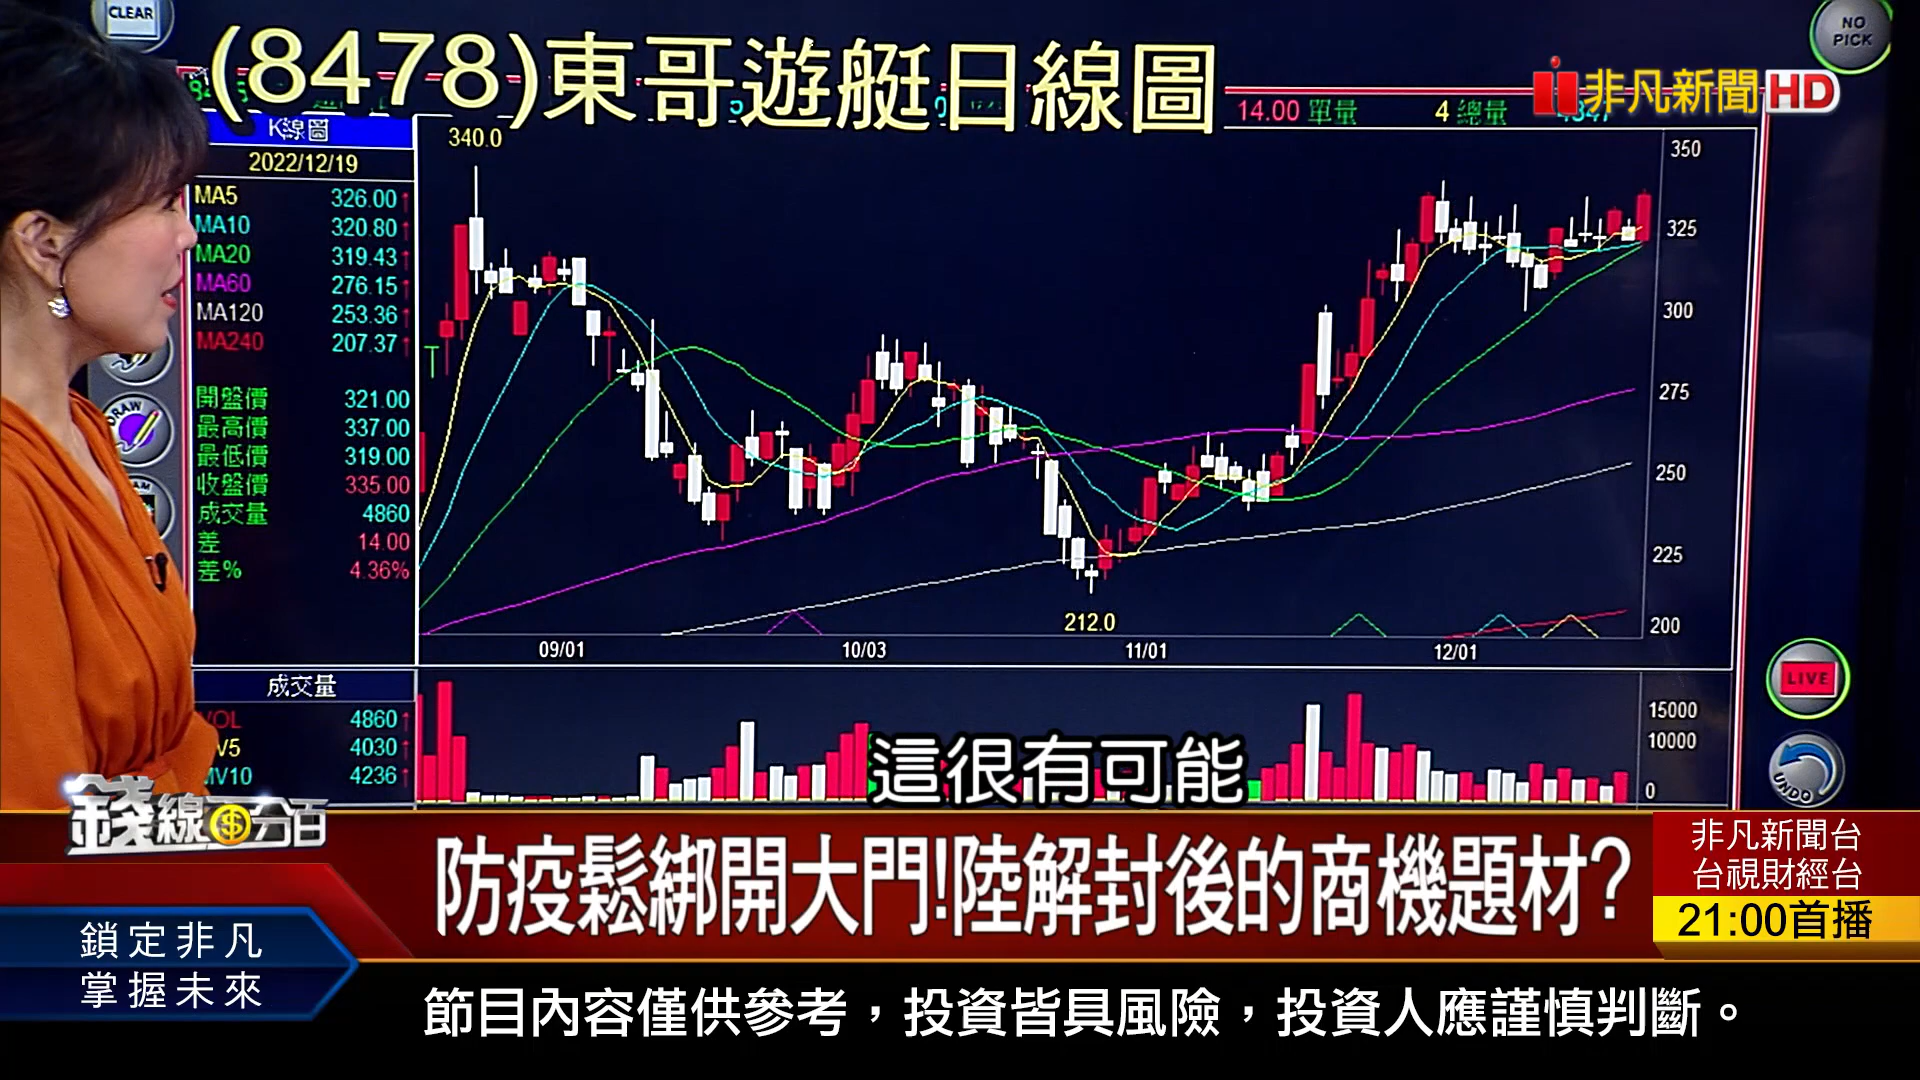 CLEAR
NO
PICK
(8478)東哥遊艇日線圖
非凡新聞HD
14.00 單量 4 總量
K線圖
2022/12/19
MA5 326.00↑
MA10 320.80↑
MA20 319.43↑
MA60 276.15↑
MA120 253.36↑
MA240 207.37↑
開盤價 321.00
最高價 337.00
最低價 319.00
收盤價 335.00
成交量 4860
差 14.00
差% 4.36%
340.0
212.0
350
325
300
275
250
225
200
09/01 10/03 11/01 12/01
DRAW
成交量
VOL 4860↑
MV5 4030↑
MV10 4236↑
15000
10000
0
LIVE
UNDO
這很有可能
錢線百分百
防疫鬆綁開大門!陸解封後的商機題材?
非凡新聞台
台視財經台
21:00首播
鎖定非凡
掌握未來
節目內容僅供參考，投資皆具風險，投資人應謹慎判斷。